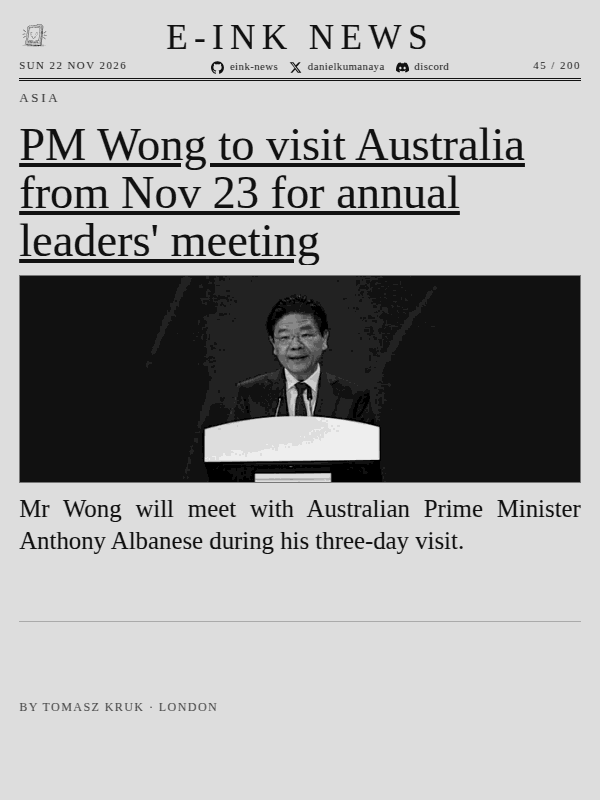 E-INK NEWS
SUN 22 NOV 2026
eink-news
danielkumanaya
discord
45 / 200
ASIA
PM Wong to visit Australia
from Nov 23 for annual
leaders' meeting
Mr Wong will meet with Australian Prime Minister
Anthony Albanese during his three-day visit.
BY TOMASZ KRUK · LONDON